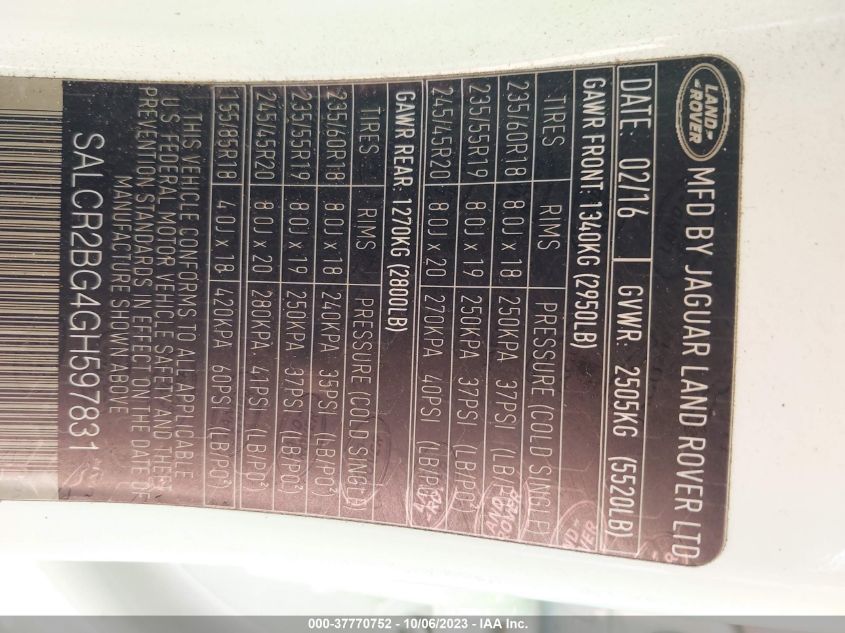 LAND-
ROVER
MFD BY JAGUAR LAND ROVER LTD
DATE: 02/16 GVWR: 2505KG (5520LB)
GAWR FRONT: 1340KG (2950LB)
TIRES RIMS PRESSURE (COLD SINGLE)
235/60R18 8.0J x 18 250KPA 37PSI (LB/
235/55R19 8.0J x 19 250KPA 37PSI (LB/PO²
245/45R20 8.0J x 20 270KPA 40PSI (LB/PO
GAWR REAR: 1270KG (2800LB)
TIRES RIMS PRESSURE (COLD SINGLE
235/60R18 8.0J x 18 240KPA 35PSI (LB/PO²
235/55R19 8.0J x 19 250KPA 37PSI (LB/PO²
245/45R20 8.0J x 20 280KPA 41PSI (LB/PO²
155/85R18 4.0J x 18 420KPA 60PSI (LB/PO²
THIS VEHICLE CONFORMS TO ALL APPLICABLE
U.S. FEDERAL MOTOR VEHICLE SAFETY AND THEF
PREVENTION STANDARDS IN EFFECT ON THE DATE OF
MANUFACTURE SHOWN ABOVE
SALCR2BG4GH597831
000-37770752 - 10/06/2023 - IAA Inc.